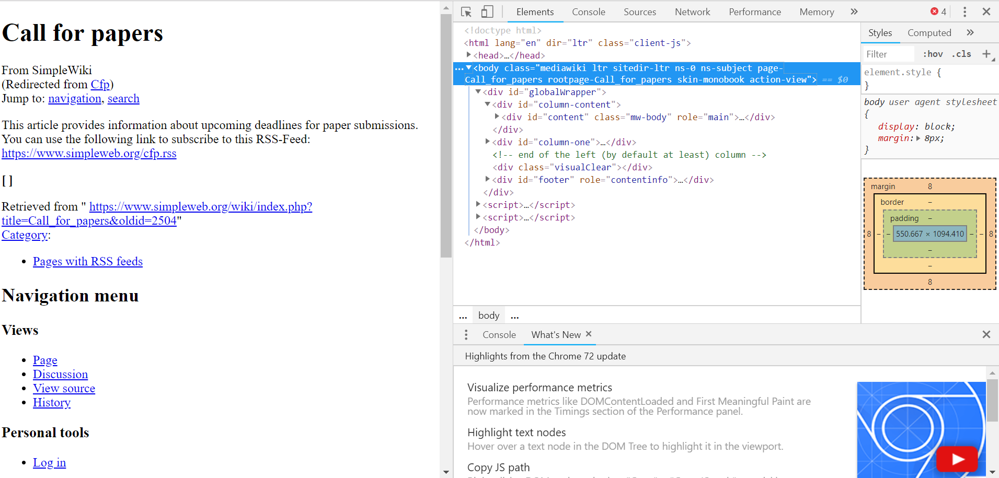 Call for papers
From SimpleWiki
(Redirected from Cfp)
Jump to: navigation, search
This article provides information about upcoming deadlines for paper submissions.
You can use the following link to subscribe to this RSS-Feed:
https://www.simpleweb.org/cfp.rss
[ ]
Retrieved from " https://www.simpleweb.org/wiki/index.php?
title=Call_for_papers&oldid=2504"
Category:
Pages with RSS feeds
Navigation menu
Views
Page
Discussion
View source
History
Personal tools
Log in
Elements Console Sources Network Performance Memory » 4
<!doctype html>
<html lang="en" dir="ltr" class="client-js">
<head>…</head>
…<body class="mediawiki ltr sitedir-ltr ns-0 ns-subject page-
Call_for_papers rootpage-Call_for_papers skin-monobook action-view"> == $0
<div id="globalWrapper">
<div id="column-content">
<div id="content" class="mw-body" role="main">…</div>
</div>
<div id="column-one">…</div>
<!-- end of the left (by default at least) column -->
<div class="visualClear"></div>
<div id="footer" role="contentinfo">…</div>
</div>
<script>…</script>
<script>…</script>
</body>
</html>
… body …
Styles Computed »
Filter :hov .cls +
element.style {
}
body user agent stylesheet
{
display: block;
margin: 8px;
}
margin 8
border –
padding –
8 – – 550.667 × 1094.410 – – 8
–
–
8
Console What's New
Highlights from the Chrome 72 update
Visualize performance metrics
Performance metrics like DOMContentLoaded and First Meaningful Paint are
now marked in the Timings section of the Performance panel.
Highlight text nodes
Hover over a text node in the DOM Tree to highlight it in the viewport.
Copy JS path